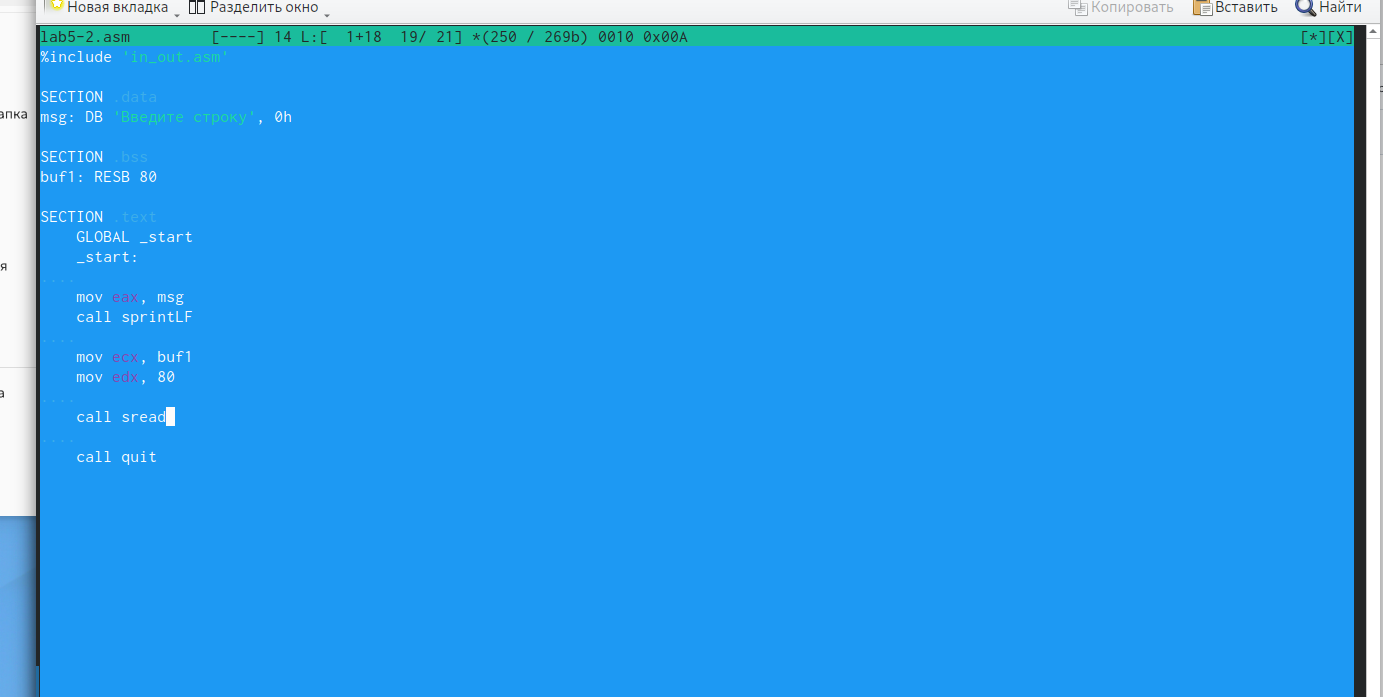 Новая вкладка Разделить окно Копировать Вставить Найти
lab5-2.asm [----] 14 L:[ 1+18 19/ 21] *(250 / 269b) 0010 0x00A [*][X]
%include 'in_out.asm'
SECTION .data
апка
msg: DB 'Введите строку', 0h
SECTION .bss
buf1: RESB 80
SECTION .text
GLOBAL _start
_start:
я
....
mov eax, msg
call sprintLF
....
mov ecx, buf1
mov edx, 80
а
....
call sread
....
call quit